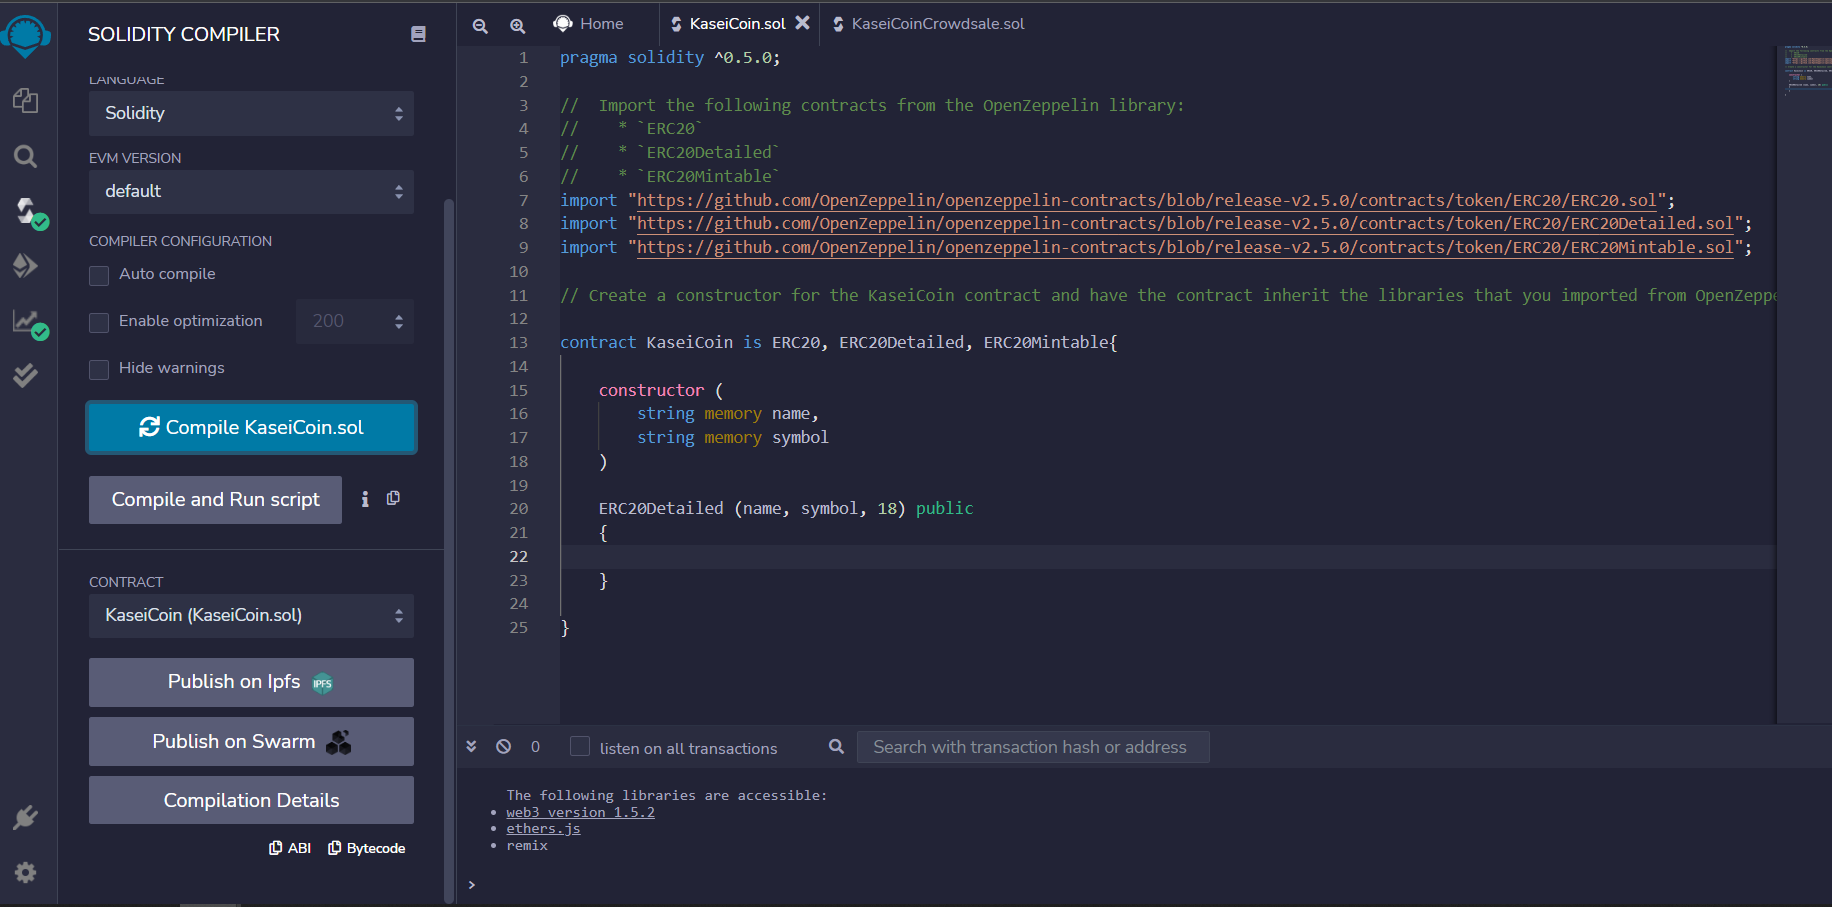 SOLIDITY COMPILER
LANGUAGE
Solidity
EVM VERSION
default
COMPILER CONFIGURATION
Auto compile
Enable optimization
200
Hide warnings
Compile KaseiCoin.sol
Compile and Run script
CONTRACT
KaseiCoin (KaseiCoin.sol)
Publish on Ipfs
IPFS
Publish on Swarm
Compilation Details
ABI
Bytecode
Home
KaseiCoin.sol
KaseiCoinCrowdsale.sol
1 pragma solidity ^0.5.0;
2
3 //  Import the following contracts from the OpenZeppelin library:
4 //    * `ERC20`
5 //    * `ERC20Detailed`
6 //    * `ERC20Mintable`
7 import "https://github.com/OpenZeppelin/openzeppelin-contracts/blob/release-v2.5.0/contracts/token/ERC20/ERC20.sol";
8 import "https://github.com/OpenZeppelin/openzeppelin-contracts/blob/release-v2.5.0/contracts/token/ERC20/ERC20Detailed.sol";
9 import "https://github.com/OpenZeppelin/openzeppelin-contracts/blob/release-v2.5.0/contracts/token/ERC20/ERC20Mintable.sol";
10
11 // Create a constructor for the KaseiCoin contract and have the contract inherit the libraries that you imported from OpenZeppe
12
13 contract KaseiCoin is ERC20, ERC20Detailed, ERC20Mintable{
14
15     constructor (
16         string memory name,
17         string memory symbol
18     )
19
20     ERC20Detailed (name, symbol, 18) public
21     {
22
23     }
24
25 }
0
listen on all transactions
Search with transaction hash or address
The following libraries are accessible:
• web3 version 1.5.2
• ethers.js
• remix
>